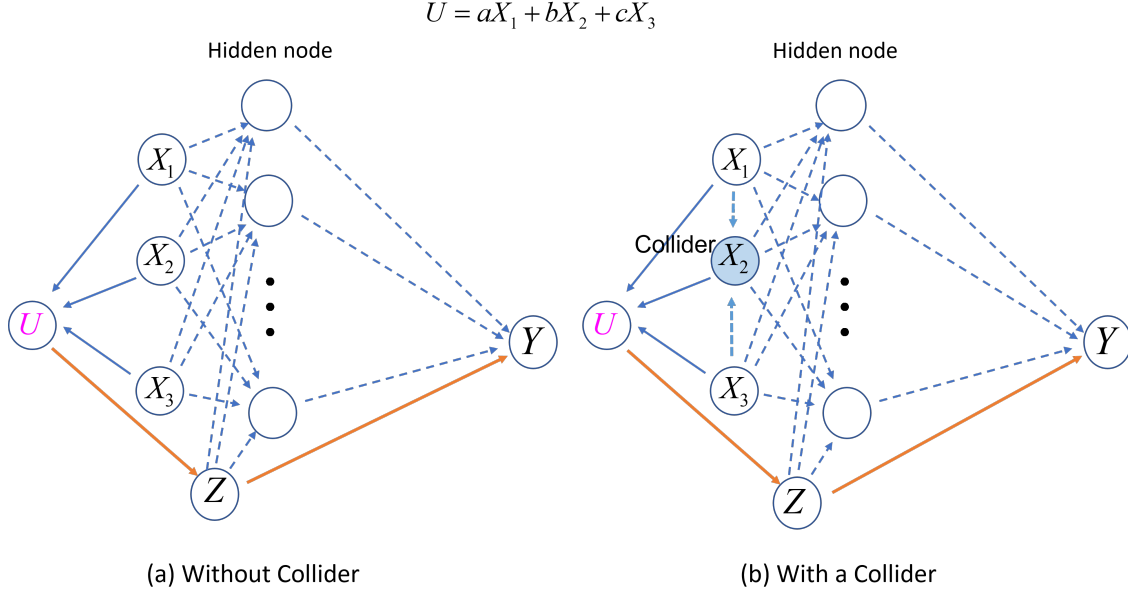 U = aX₁ + bX₂ + cX₃
Hidden node
X₁
X₂
U
X₃
Z
Y
(a) Without Collider
Hidden node
X₁
Collider
X₂
U
X₃
Z
Y
(b) With a Collider